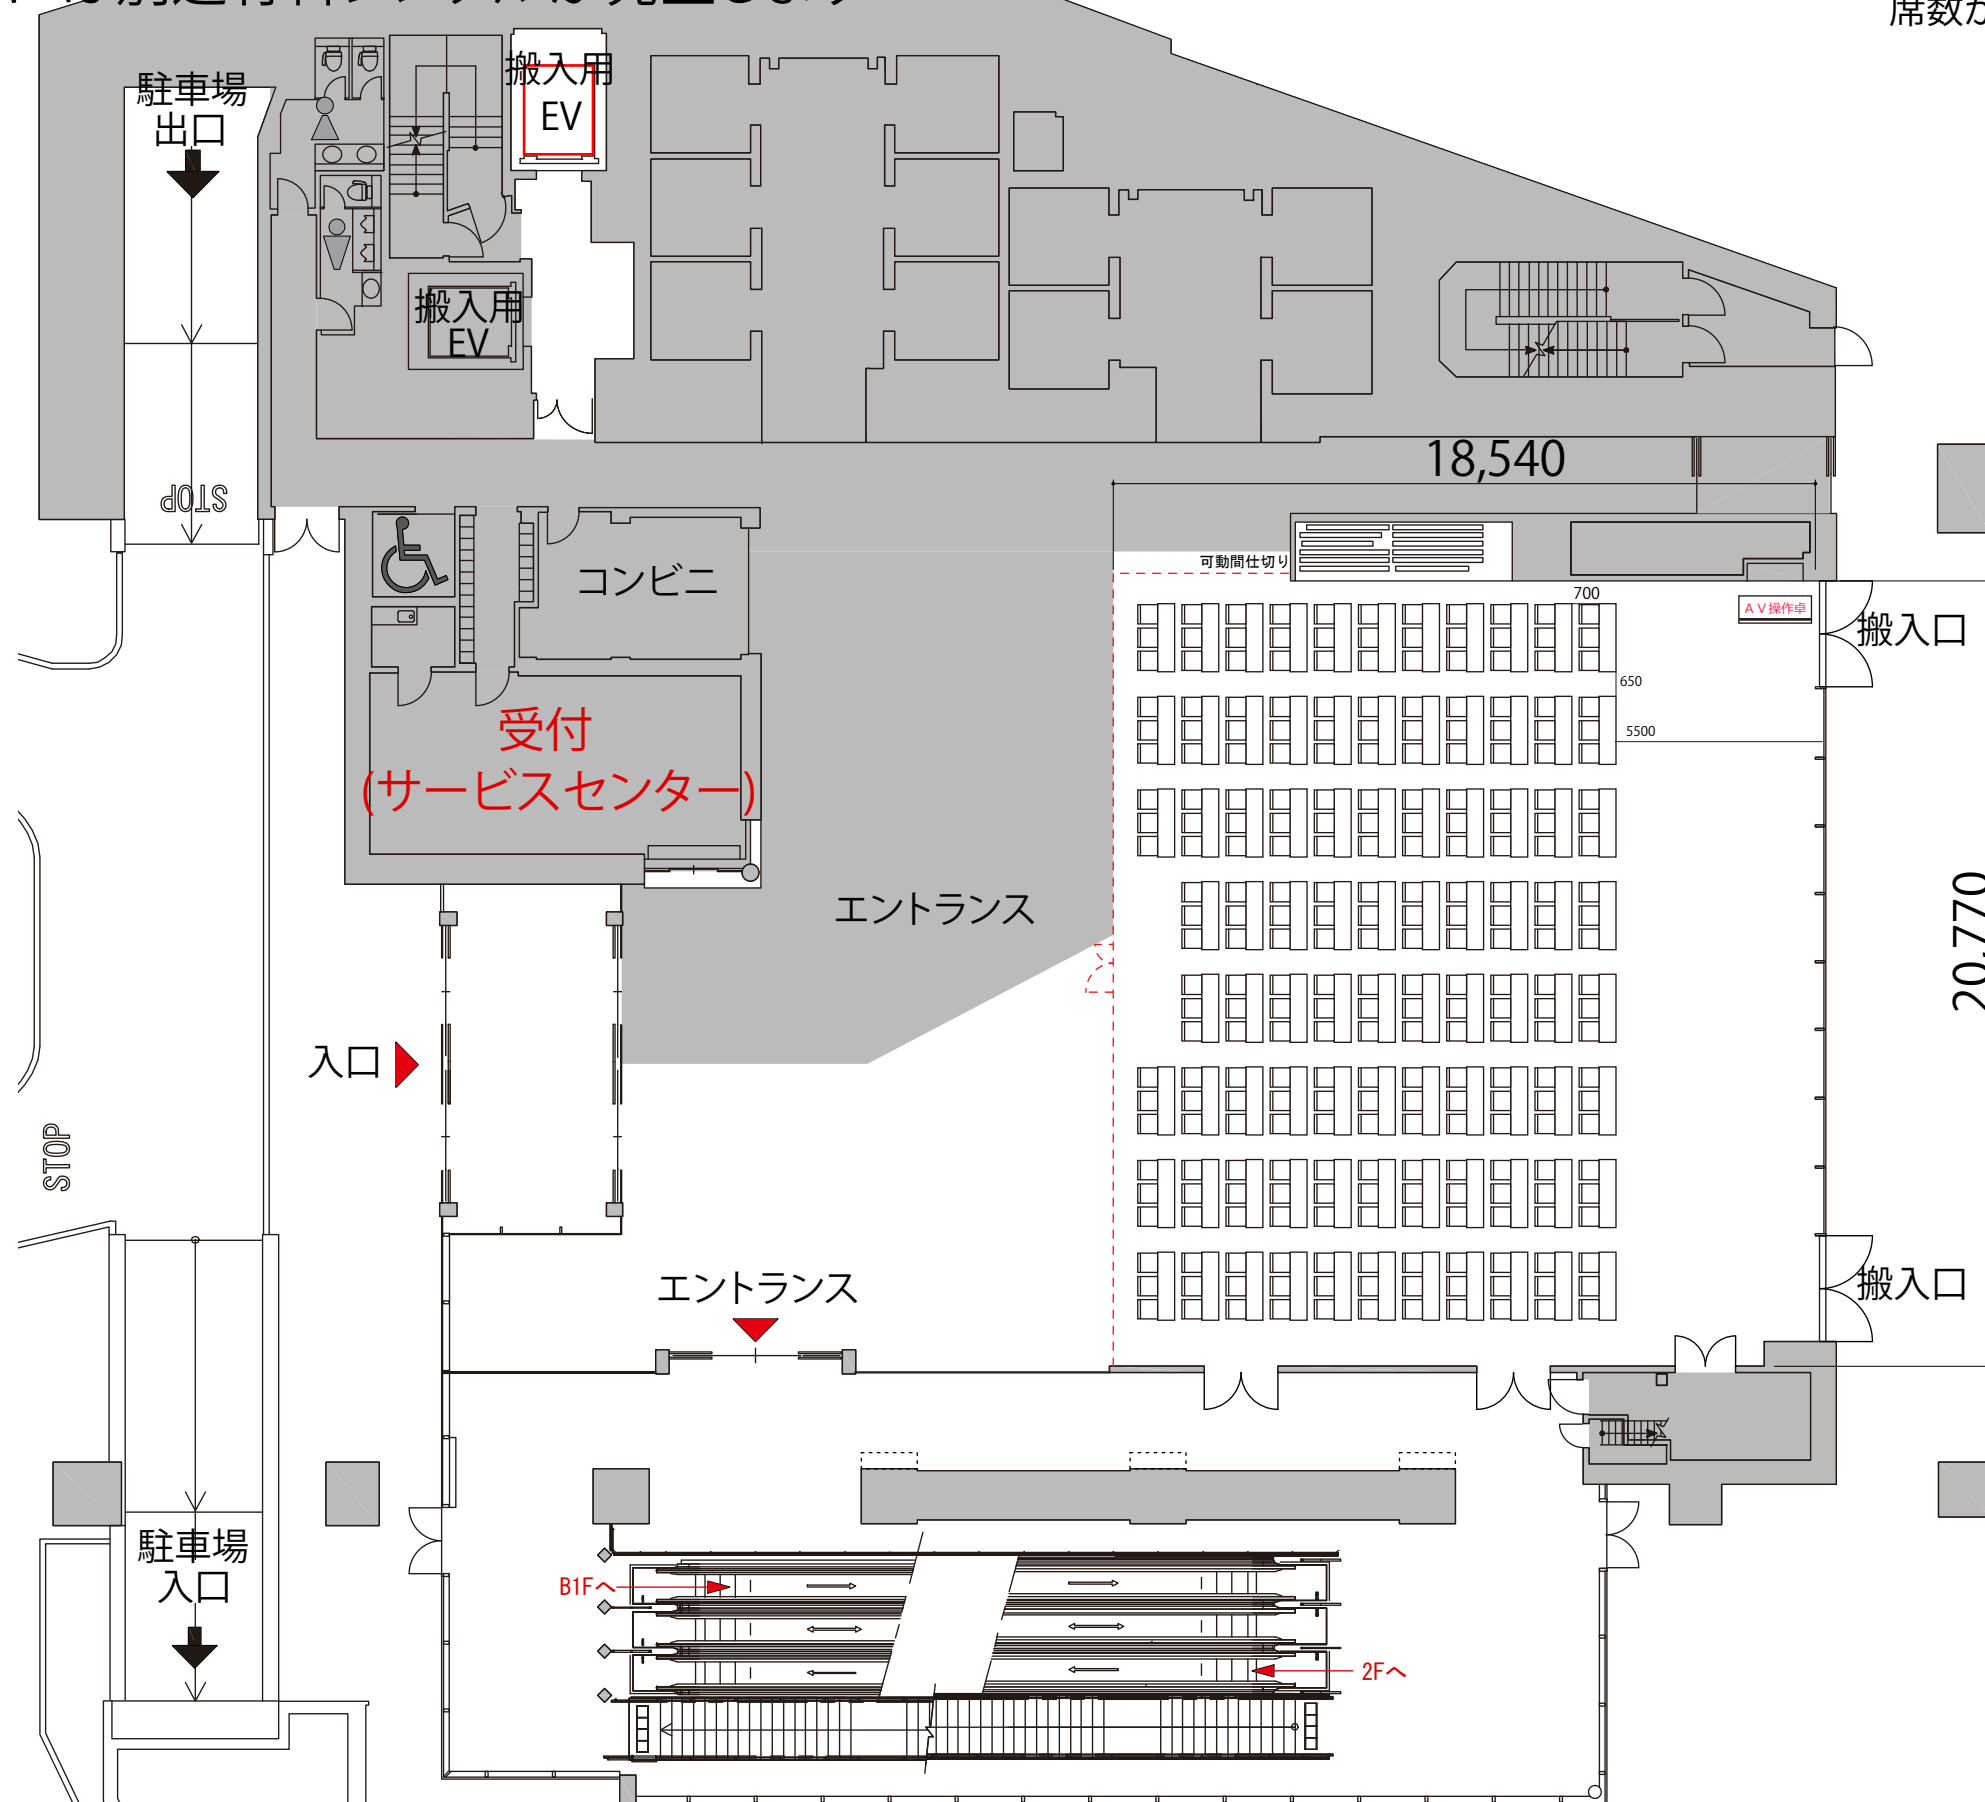 席数が
駐車場
出口
搬入用
EV
搬入用
EV
STOP
18,540
可動間仕切り
700
AV操作卓
搬入口
650
5500
コンビニ
受付
(サービスセンター)
エントランス
20,770
入口
STOP
エントランス
搬入口
駐車場
入口
B1Fへ
2Fへ